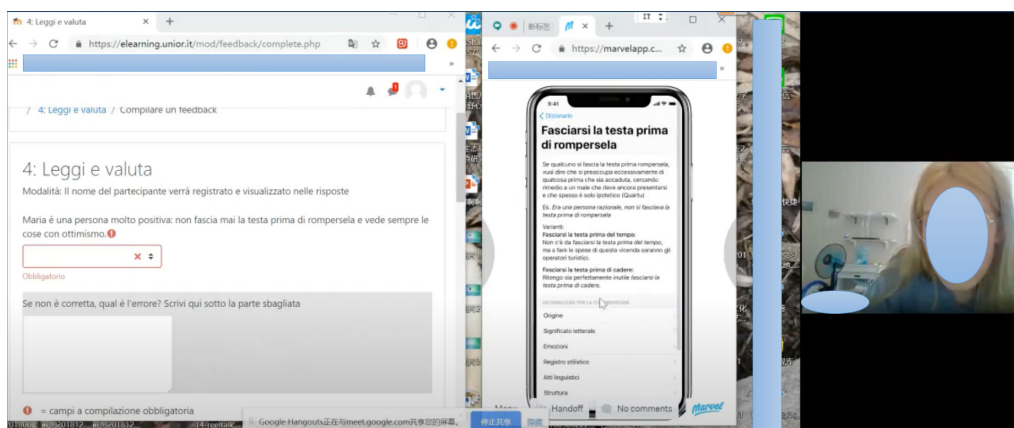 4: Leggi e valuta
https://elearning.unior.it/mod/feedback/complete.php
/ 4: Leggi e valuta / Compilare un feedback
4: Leggi e valuta
Modalità: Il nome del partecipante verrà registrato e visualizzato nelle risposte
Maria è una persona molto positiva: non fascia mai la testa prima di rompersela e vede sempre le
cose con ottimismo.
Obbligatorio
Se non è corretta, qual è l'errore? Scrivi qui sotto la parte sbagliata
= campi a compilazione obbligatoria
Google Hangouts正在与meet.google.com共享您的屏幕。
停止共享
隐藏
新标签
https://marvelapp.c...
9:41
Dizionario
Fasciarsi la testa prima
di rompersela
Se qualcuno si fascia la testa prima rompersela,
vuol dire che si preoccupa eccessivamente di
qualcosa prima che sia accaduta, cercando
rimedio a un male che deve ancora presentarsi
e che spesso è solo ipotetico (Quartu)
Es. Era una persona razionale, non si fasciava la
testa prima di rompersela
Varianti:
Fasciarsi la testa prima del tempo:
Non c'è da fasciarsi la testa prima del tempo,
ma a fare le spese di questa vicenda saranno gli
operatori turistici.
Fasciarsi la testa prima di cadere:
Ritengo sia perfettamente inutile fasciarsi la
testa prima di cadere.
Origine
Significato letterale
Emozioni
Registro stilistico
Atti linguistici
Struttura
Handoff
No comments
Marvel